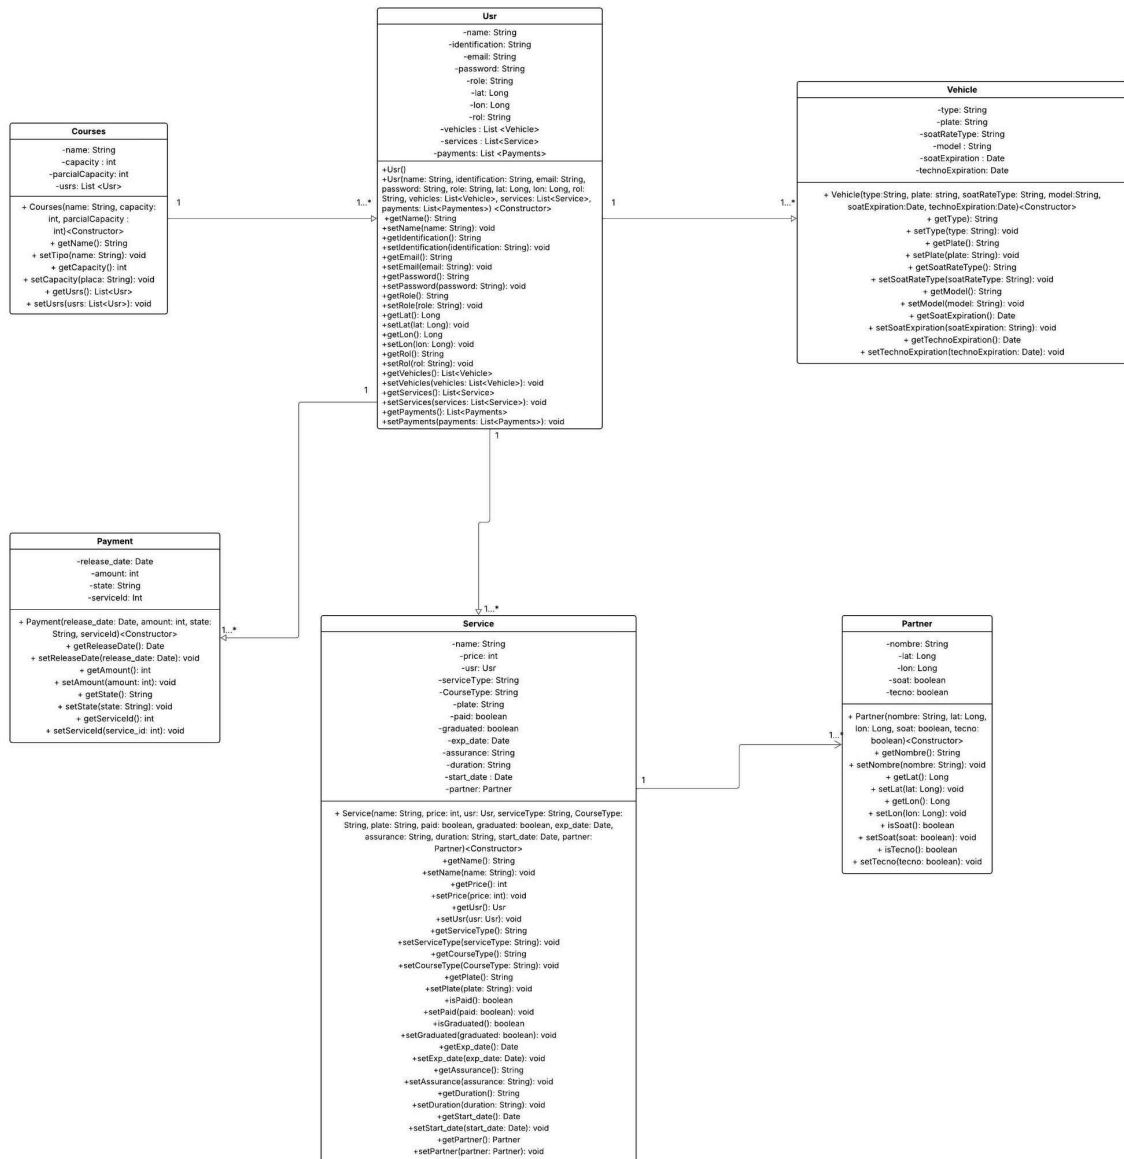 Usr
-name: String
-identification: String
-email: String
-password: String
-role: String
-lat: Long
-lon: Long
-rol: String
-vehicles : List <Vehicle>
-services : List<Service>
-payments: List <Payments>
+Usr()
+Usr(name: String, identification: String, email: String,
password: String, role: String, lat: Long, lon: Long, rol:
String, vehicles: List<Vehicle>, services: List<Service>,
payments: List<Paymentes>) <Constructor>
+getName(): String
+setName(name: String): void
+getIdentification(): String
+setIdentification(identification: String): void
+getEmail(): String
+setEmail(email: String): void
+getPassword(): String
+setPassword(password: String): void
+getRole(): String
+setRole(role: String): void
+getLat(): Long
+setLat(lat: Long): void
+getLon(): Long
+setLon(lon: Long): void
+getRol(): String
+setRol(rol: String): void
+getVehicles(): List<Vehicle>
+setVehicles(vehicles: List<Vehicle>): void
+getServices(): List<Service>
+setServices(services: List<Service>): void
+getPayments(): List<Payments>
+setPayments(payments: List<Payments>): void
Vehicle
-type: String
-plate: String
-soatRateType: String
-model : String
-soatExpiration : Date
-technoExpiration: Date
+ Vehicle(type:String, plate: string, soatRateType: String, model:String,
soatExpiration:Date, technoExpiration:Date)<Constructor>
+ getType): String
+ setType(type: String): void
+ getPlate(): String
+ setPlate(plate: String): void
+ getSoatRateType(): String
+ setSoatRateType(soatRateType: String): void
+ getModel(): String
+ setModel(model: String): void
+ getSoatExpiration(): Date
+ setSoatExpiration(soatExpiration: String): void
+ getTechnoExpiration(): Date
+ setTechnoExpiration(technoExpiration: Date): void
Courses
-name: String
-capacity : int
-parcialCapacity: int
-usrs: List <Usr>
+ Courses(name: String, capacity:
int, parcialCapacity :
int)<Constructor>
+ getName(): String
+ setTipo(name: String): void
+ getCapacity(): int
+ setCapacity(placa: String): void
+ getUsrs(): List<Usr>
+ setUsrs(usrs: List<Usr>): void
1
1...*
1
1...*
1
1
Payment
-release_date: Date
-amount: int
-state: String
-serviceId: Int
+ Payment(release_date: Date, amount: int, state:
String, serviceId)<Constructor>
+ getReleaseDate(): Date
+ setReleaseDate(release_date: Date): void
+ getAmount(): int
+ setAmount(amount: int): void
+ getState(): String
+ setState(state: String): void
+ getServiceId(): int
+ setServiceId(service_id: int): void
1...*
1...*
Service
-name: String
-price: int
-usr: Usr
-serviceType: String
-CourseType: String
-plate: String
-paid: boolean
-graduated: boolean
-exp_date: Date
-assurance: String
-duration: String
-start_date : Date
-partner: Partner
+ Service(name: String, price: int, usr: Usr, serviceType: String, CourseType:
String, plate: String, paid: boolean, graduated: boolean, exp_date: Date,
assurance: String, duration: String, start_date: Date, partner:
Partner)<Constructor>
+getName(): String
+setName(name: String): void
+getPrice(): int
+setPrice(price: int): void
+getUsr(): Usr
+setUsr(usr: Usr): void
+getServiceType(): String
+setServiceType(serviceType: String): void
+getCourseType(): String
+setCourseType(CourseType: String): void
+getPlate(): String
+setPlate(plate: String): void
+isPaid(): boolean
+setPaid(paid: boolean): void
+isGraduated(): boolean
+setGraduated(graduated: boolean): void
+getExp_date(): Date
+setExp_date(exp_date: Date): void
+getAssurance(): String
+setAssurance(assurance: String): void
+getDuration(): String
+setDuration(duration: String): void
+getStart_date(): Date
+setStart_date(start_date: Date): void
+getPartner(): Partner
+setPartner(partner: Partner): void
1
1...*
Partner
-nombre: String
-lat: Long
-lon: Long
-soat: boolean
-tecno: boolean
+ Partner(nombre: String, lat: Long,
lon: Long, soat: boolean, tecno:
boolean)<Constructor>
+ getNombre(): String
+ setNombre(nombre: String): void
+ getLat(): Long
+ setLat(lat: Long): void
+ getLon(): Long
+ setLon(lon: Long): void
+ isSoat(): boolean
+ setSoat(soat: boolean): void
+ isTecno(): boolean
+ setTecno(tecno: boolean): void